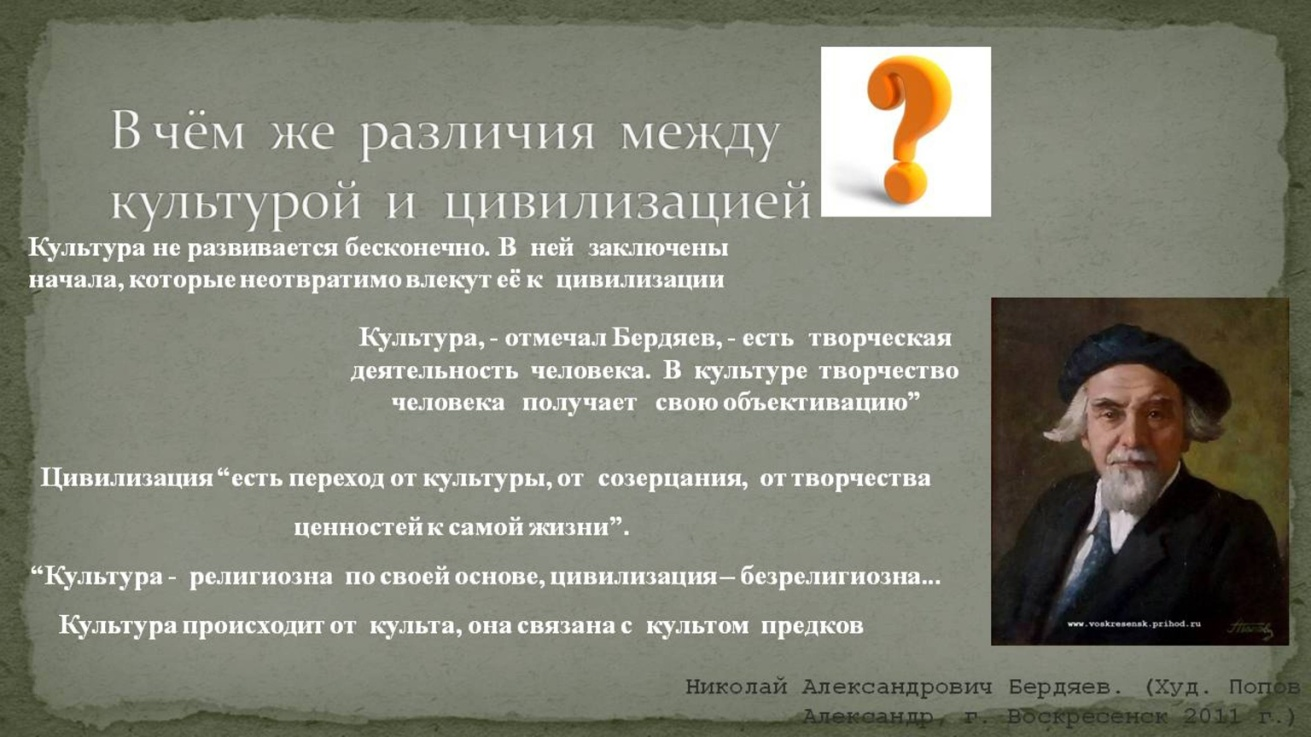 В чём же различия между
культурой и цивилизацией
Культура не развивается бесконечно. В ней заключены
начала, которые неотвратимо влекут её к цивилизации
Культура, - отмечал Бердяев, - есть творческая
деятельность человека. В культуре творчество
человека получает свою объективацию”
Цивилизация “есть переход от культуры, от созерцания, от творчества
ценностей к самой жизни”.
“Культура - религиозна по своей основе, цивилизация – безрелигиозна...
Культура происходит от культа, она связана с культом предков
www.voskresensk.prihod.ru
Николай Александрович Бердяев. (Худ. Попов
Александр, г. Воскресенск 2011 г.)